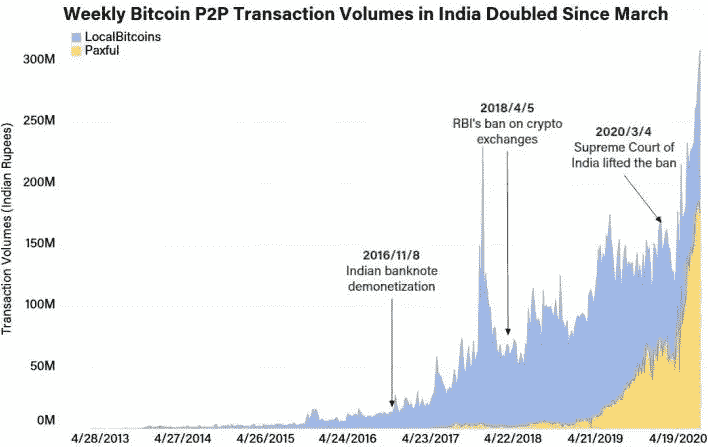 Weekly Bitcoin P2P Transaction Volumes in India Doubled Since March
LocalBitcoins
Paxful
Transaction Volumes (Indian Rupees)
300M
250M
200M
150M
100M
50M
0M
2016/11/8
Indian banknote
demonetization
2018/4/5
RBI's ban on crypto
exchanges
2020/3/4
Supreme Court of
India lifted the ban
4/28/2013
4/27/2014
4/26/2015
4/24/2016
4/23/2017
4/22/2018
4/21/2019
4/19/2020